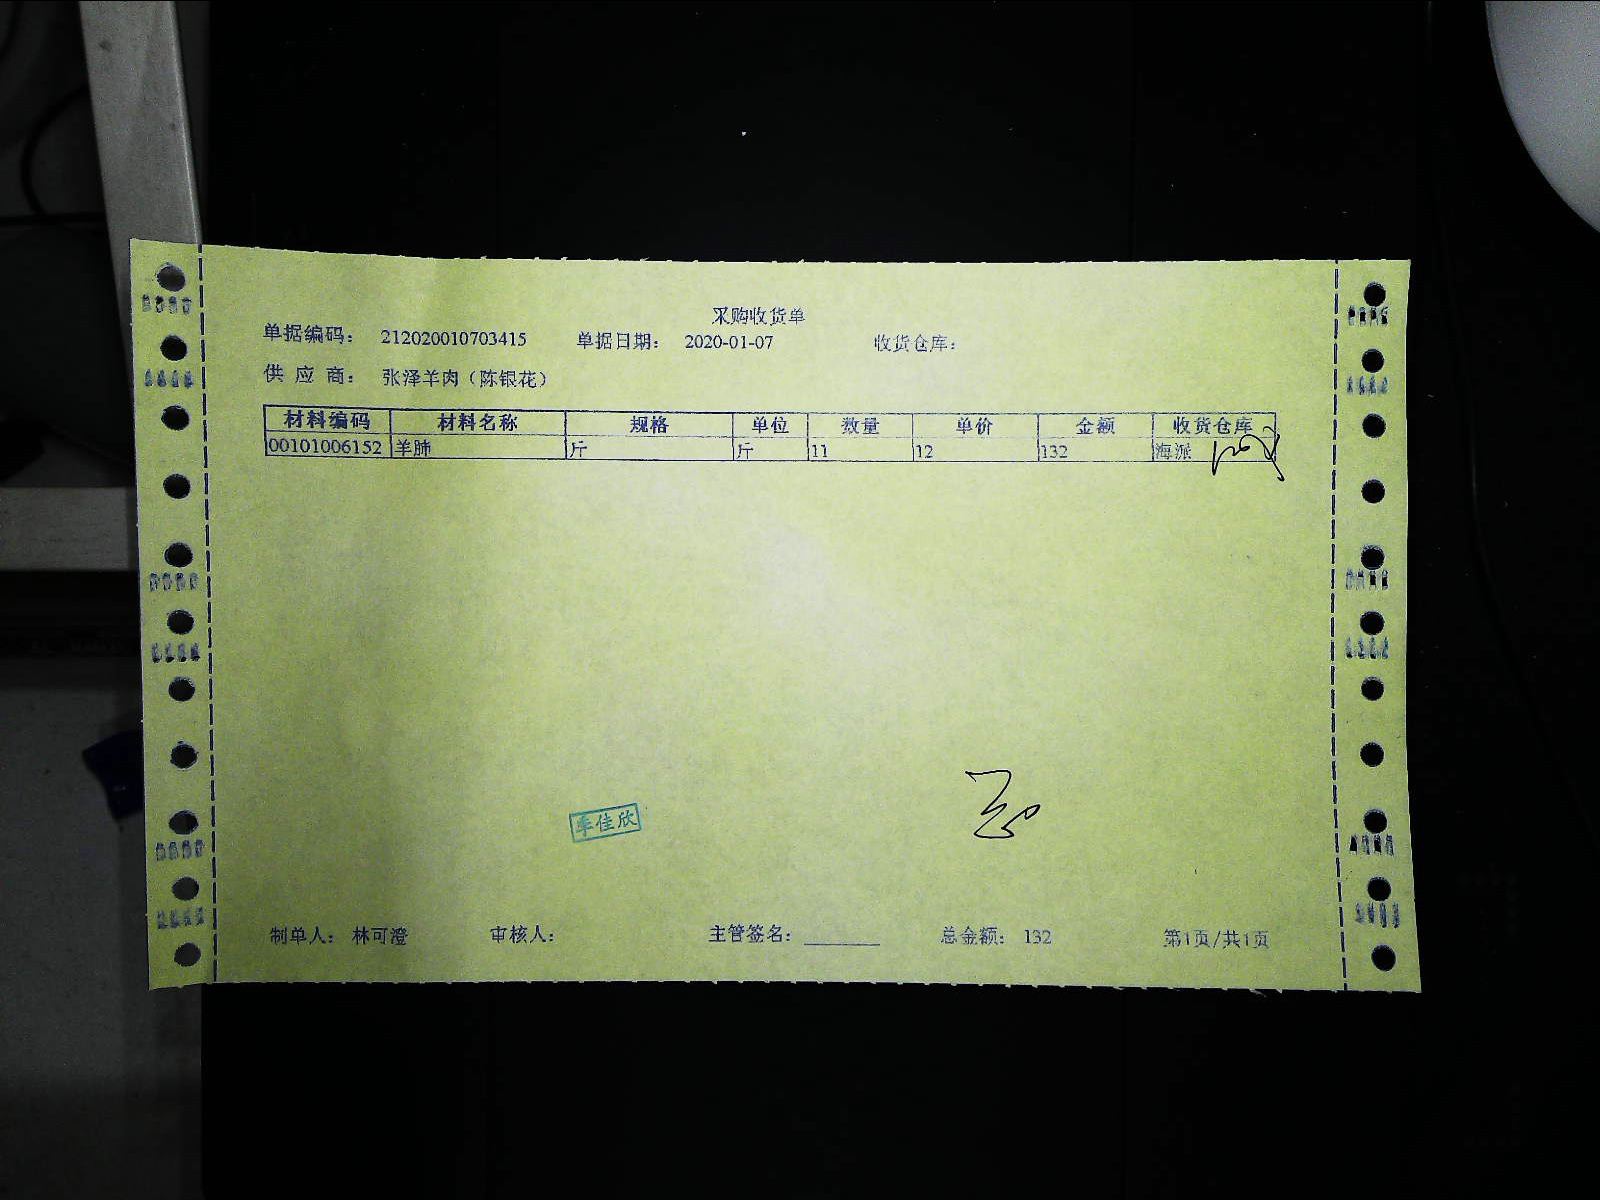 采购收货单
单据编码: 212020010703415 单据日期: 2020-01-07 收货仓库:
供应商: 张泽羊肉（陈银花）
材料编码 材料名称 规格 单位 数量 单价 金额 收货仓库
00101006152 羊肺 斤 斤 11 12 132 海派
季佳欣
制单人: 林可澄 审核人: 主管签名: 总金额: 132 第1页/共1页